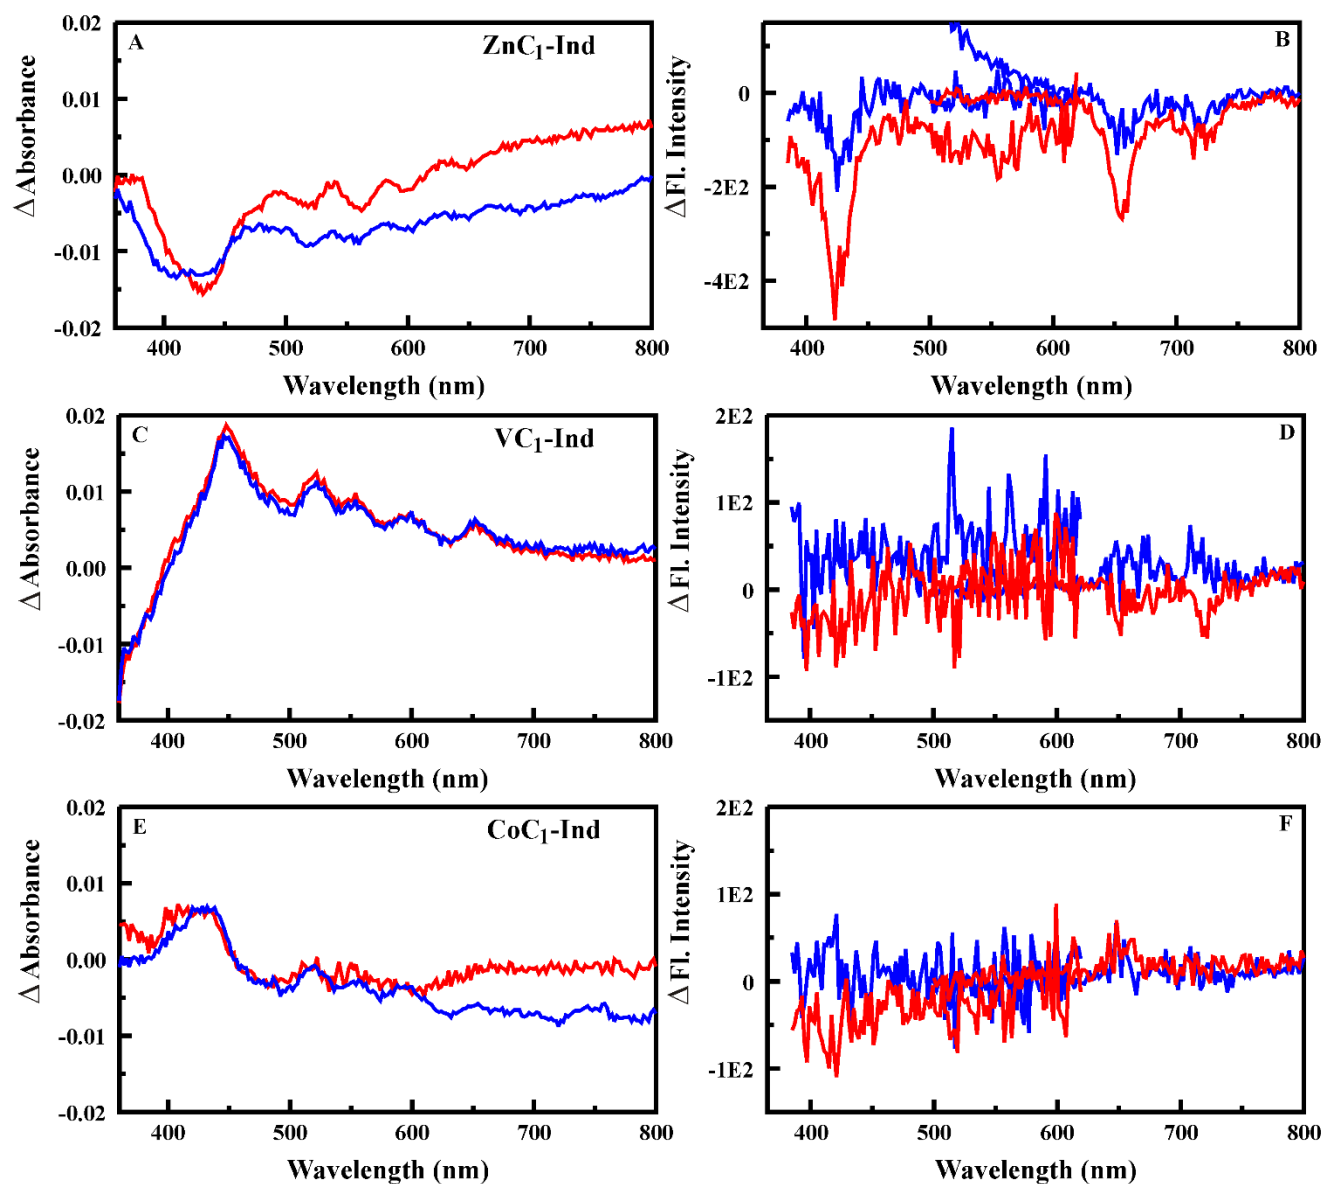 0.02
A
ZnC1-Ind
B
0.01
0
0.00
-2E2
-0.01
-4E2
-0.02
Δ Absorbance
Δ Fl. Intensity
400 500 600 700 800
400 500 600 700 800
Wavelength (nm)
Wavelength (nm)
0.02
C
VC1-Ind
2E2
D
0.01
1E2
0.00
0
-0.01
-1E2
-0.02
Δ Absorbance
Δ Fl. Intensity
400 500 600 700 800
400 500 600 700 800
Wavelength (nm)
Wavelength (nm)
0.02
E
CoC1-Ind
2E2
F
0.01
1E2
0.00
0
-0.01
-1E2
-0.02
Δ Absorbance
Δ Fl. Intensity
400 500 600 700 800
400 500 600 700 800
Wavelength (nm)
Wavelength (nm)